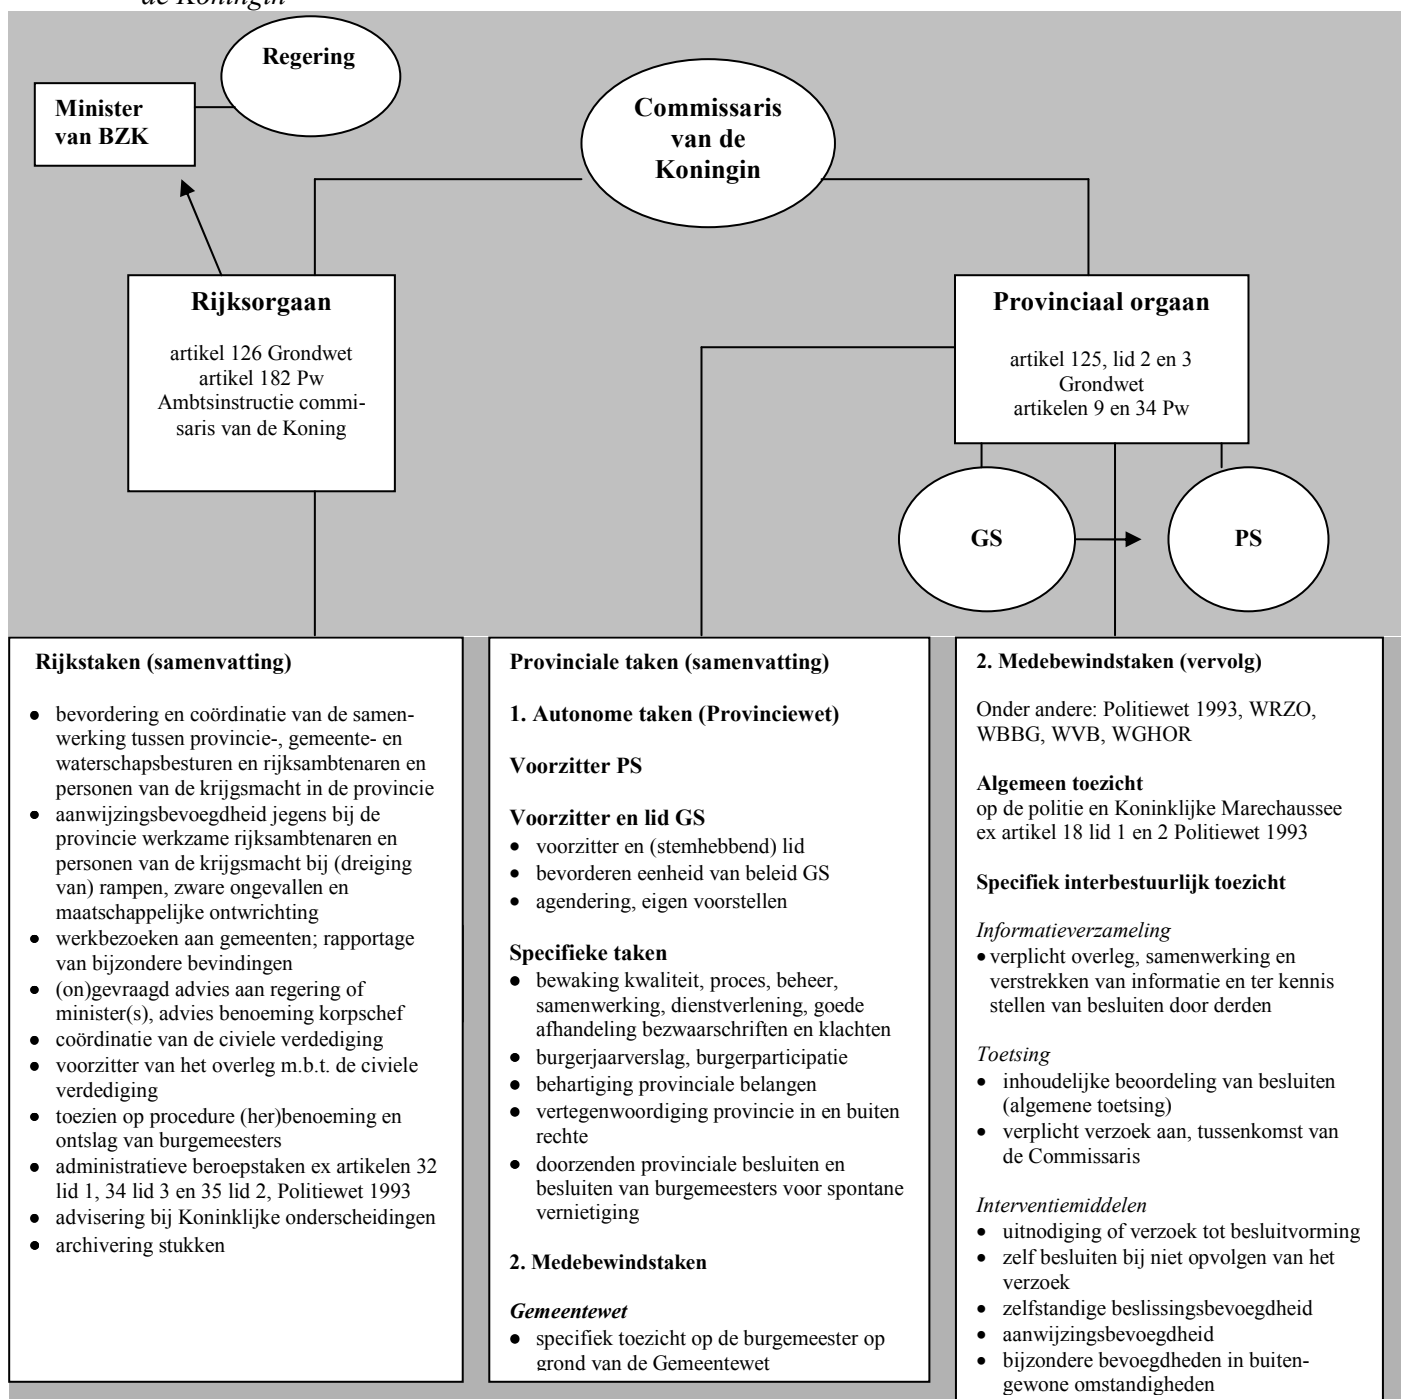 de Koningin
Regering
Minister
van BZK
Commissaris
van de
Koningin
Rijksorgaan
artikel 126 Grondwet
artikel 182 Pw
Ambtsinstructie commi-
saris van de Koning
Provinciaal orgaan
artikel 125, lid 2 en 3
Grondwet
artikelen 9 en 34 Pw
GS
PS
Rijkstaken (samenvatting)
• bevordering en coördinatie van de samen-
werking tussen provincie-, gemeente- en
waterschapsbesturen en rijksambtenaren en
personen van de krijgsmacht in de provincie
• aanwijzingsbevoegdheid jegens bij de
provincie werkzame rijksambtenaren en
personen van de krijgsmacht bij (dreiging
van) rampen, zware ongevallen en
maatschappelijke ontwrichting
• werkbezoeken aan gemeenten; rapportage
van bijzondere bevindingen
• (on)gevraagd advies aan regering of
minister(s), advies benoeming korpschef
• coördinatie van de civiele verdediging
• voorzitter van het overleg m.b.t. de civiele
verdediging
• toezien op procedure (her)benoeming en
ontslag van burgemeesters
• administratieve beroepstaken ex artikelen 32
lid 1, 34 lid 3 en 35 lid 2, Politiewet 1993
• advisering bij Koninklijke onderscheidingen
• archivering stukken
Provinciale taken (samenvatting)
1. Autonome taken (Provinciewet)
Voorzitter PS
Voorzitter en lid GS
• voorzitter en (stemhebbend) lid
• bevorderen eenheid van beleid GS
• agendering, eigen voorstellen
Specifieke taken
• bewaking kwaliteit, proces, beheer,
samenwerking, dienstverlening, goede
afhandeling bezwaarschriften en klachten
• burgerjaarverslag, burgerparticipatie
• behartiging provinciale belangen
• vertegenwoordiging provincie in en buiten
rechte
• doorzenden provinciale besluiten en
besluiten van burgemeesters voor spontane
vernietiging
2. Medebewindstaken
Gemeentewet
• specifiek toezicht op de burgemeester op
grond van de Gemeentewet
2. Medebewindstaken (vervolg)
Onder andere: Politiewet 1993, WRZO,
WBBG, WVB, WGHOR
Algemeen toezicht
op de politie en Koninklijke Marechaussee
ex artikel 18 lid 1 en 2 Politiewet 1993
Specifiek interbestuurlijk toezicht
Informatieverzameling
• verplicht overleg, samenwerking en
verstrekken van informatie en ter kennis
stellen van besluiten door derden
Toetsing
• inhoudelijke beoordeling van besluiten
(algemene toetsing)
• verplicht verzoek aan, tussenkomst van
de Commissaris
Interventiemiddelen
• uitnodiging of verzoek tot besluitvorming
• zelf besluiten bij niet opvolgen van het
verzoek
• zelfstandige beslissingsbevoegdheid
• aanwijzingsbevoegdheid
• bijzondere bevoegdheden in buiten-
gewone omstandigheden